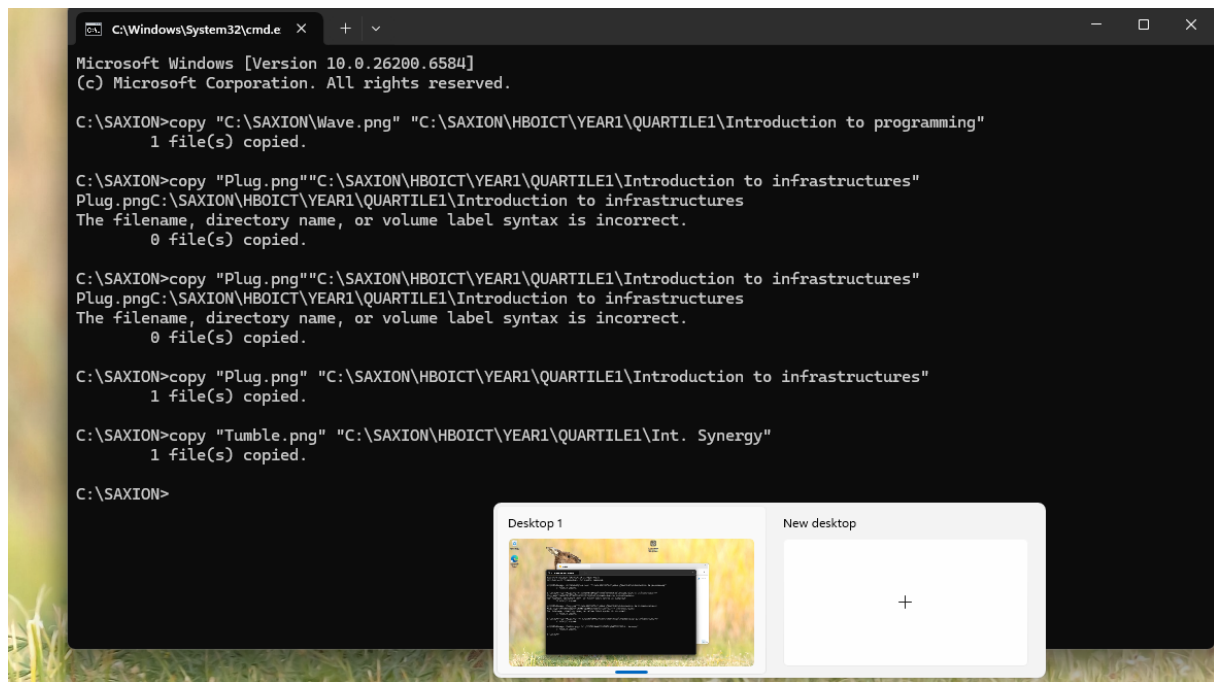 C:\Windows\System32\cmd.e
Microsoft Windows [Version 10.0.26200.6584]
(c) Microsoft Corporation. All rights reserved.
C:\SAXION>copy "C:\SAXION\Wave.png" "C:\SAXION\HBOICT\YEAR1\QUARTILE1\Introduction to programming"
1 file(s) copied.
C:\SAXION>copy "Plug.png""C:\SAXION\HBOICT\YEAR1\QUARTILE1\Introduction to infrastructures"
Plug.pngC:\SAXION\HBOICT\YEAR1\QUARTILE1\Introduction to infrastructures
The filename, directory name, or volume label syntax is incorrect.
0 file(s) copied.
C:\SAXION>copy "Plug.png""C:\SAXION\HBOICT\YEAR1\QUARTILE1\Introduction to infrastructures"
Plug.pngC:\SAXION\HBOICT\YEAR1\QUARTILE1\Introduction to infrastructures
The filename, directory name, or volume label syntax is incorrect.
0 file(s) copied.
C:\SAXION>copy "Plug.png" "C:\SAXION\HBOICT\YEAR1\QUARTILE1\Introduction to infrastructures"
1 file(s) copied.
C:\SAXION>copy "Tumble.png" "C:\SAXION\HBOICT\YEAR1\QUARTILE1\Int. Synergy"
1 file(s) copied.
C:\SAXION>
Desktop 1
New desktop